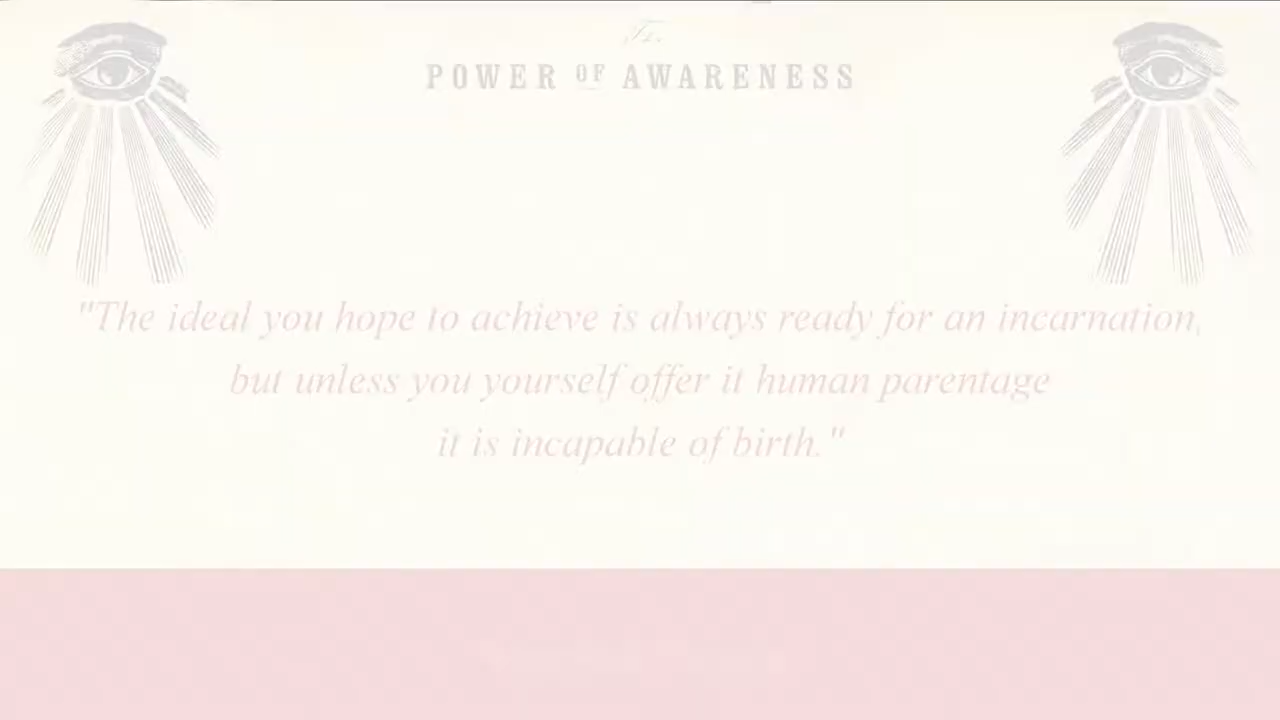 The
POWER OF AWARENESS
"The ideal you hope to achieve is always ready for an incarnation,
but unless you yourself offer it human parentage
it is incapable of birth."